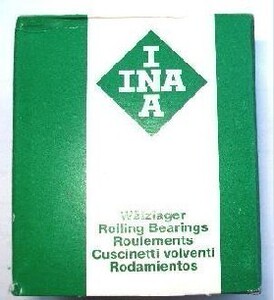 I
INA
A
Wälzlager
Rolling Bearings
Roulements
Cuscinetti volventi
Rodamientos